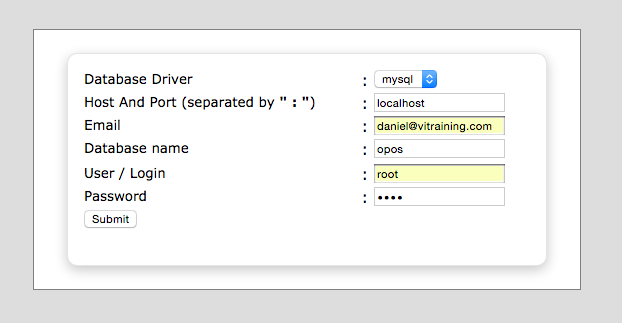 Database Driver : mysql
Host And Port (separated by " : ") : localhost
Email : daniel@vitraining.com
Database name : opos
User / Login : root
Password : ••••
Submit